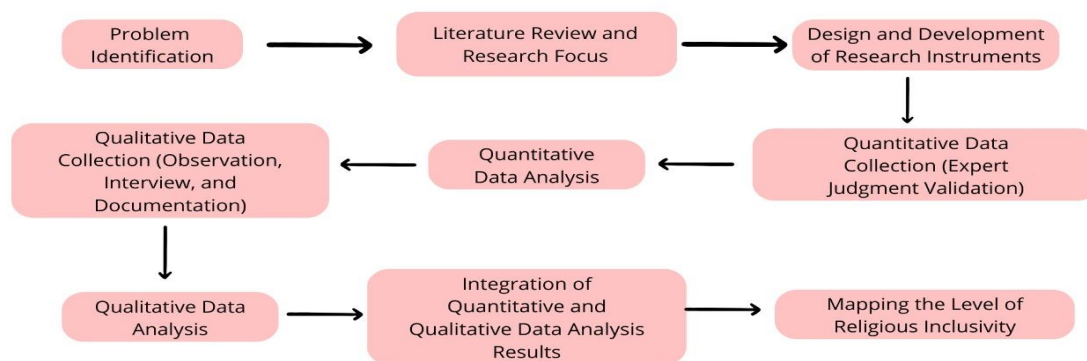 Problem
Identification
Literature Review and
Research Focus
Design and Development
of Research Instruments
Quantitative Data
Collection (Expert
Judgment Validation)
Quantitative
Data Analysis
Qualitative Data
Collection (Observation,
Interview, and
Documentation)
Qualitative Data
Analysis
Integration of
Quantitative and
Qualitative Data Analysis
Results
Mapping the Level of
Religious Inclusivity